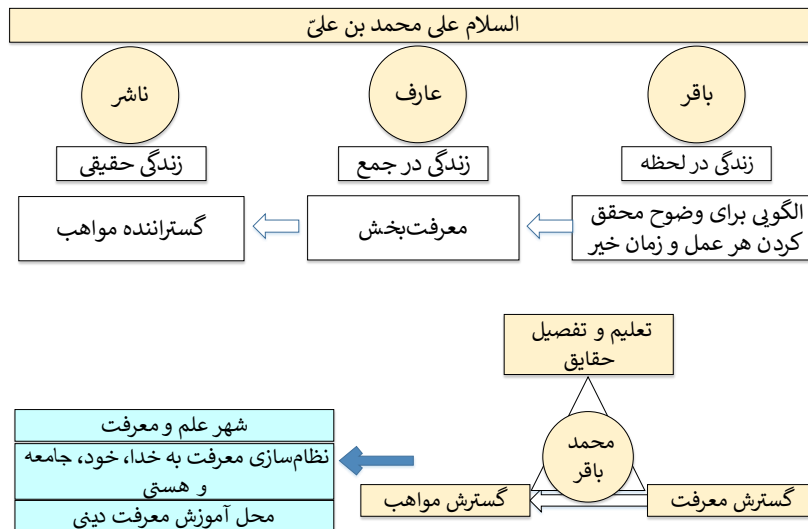 السلام علی محمد بن علیّ
باقر
عارف
ناشر
زندگی در لحظه
زندگی در جمع
زندگی حقیقی
الگویی برای وضوح محقق
کردن هر عمل و زمان خیر
معرفت‌بخش
گستراننده مواهب
تعلیم و تفصیل
حقایق
محمد
باقر
گسترش معرفت
گسترش مواهب
شهر علم و معرفت
نظام‌سازی معرفت به خدا، خود، جامعه
و هستی
محل آموزش معرفت دینی